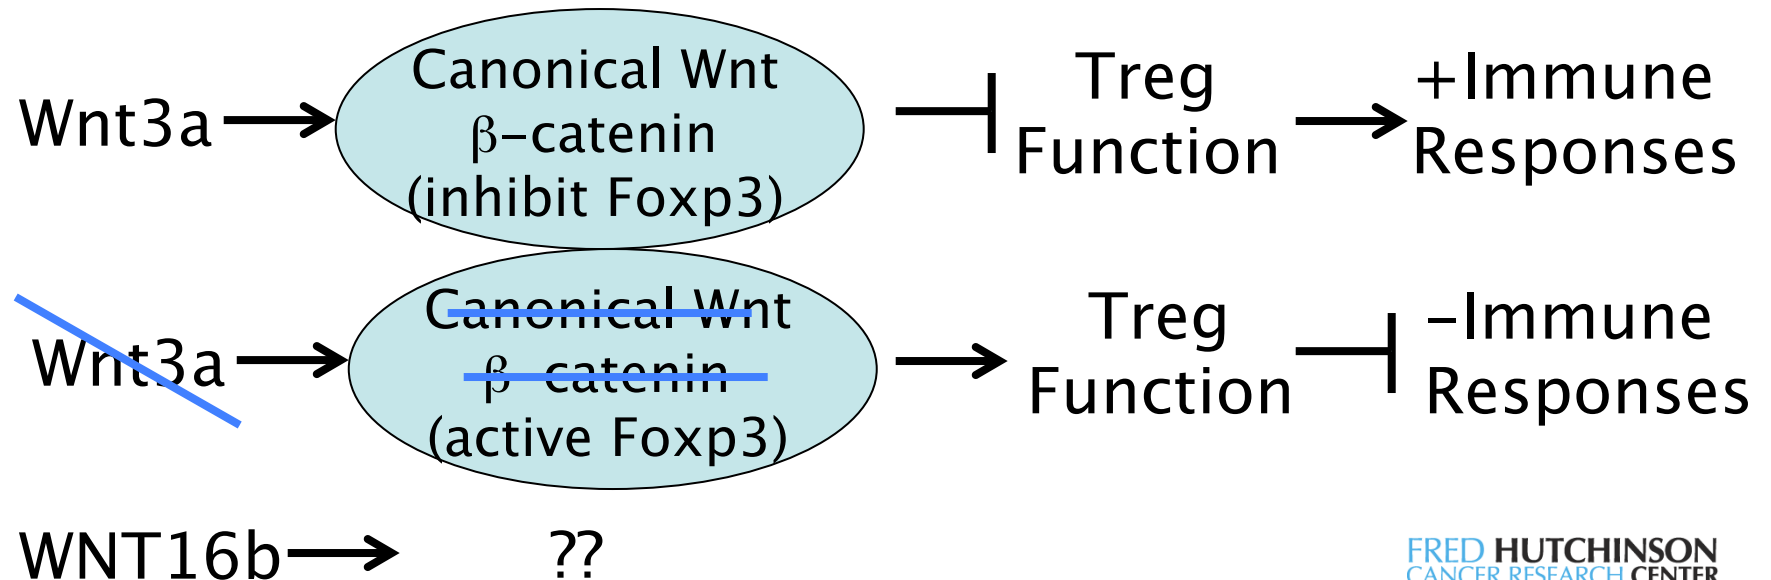 Wnt3a
Canonical Wnt
β-catenin
(inhibit Foxp3)
Treg
Function
+Immune
Responses
Wnt3a
Canonical Wnt
β-catenin
(active Foxp3)
Treg
Function
-Immune
Responses
WNT16b
??
FRED HUTCHINSON
CANCER RESEARCH CENTER